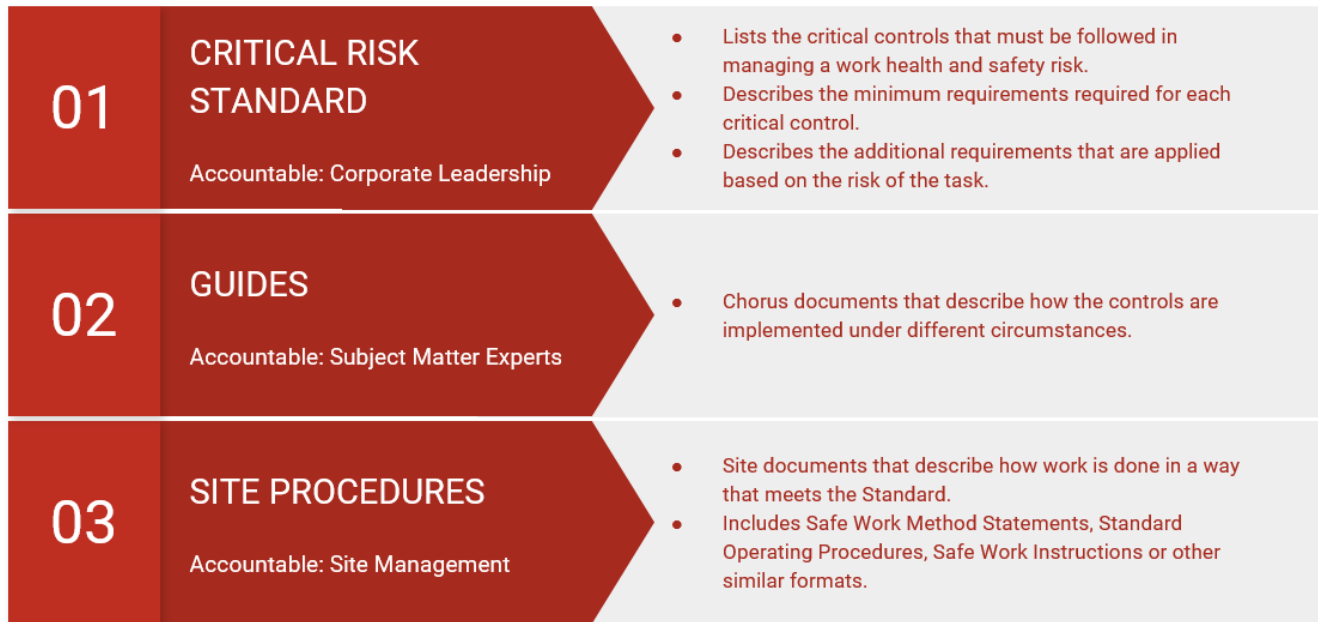 01
CRITICAL RISK
STANDARD
Accountable: Corporate Leadership
● Lists the critical controls that must be followed in
managing a work health and safety risk.
● Describes the minimum requirements required for each
critical control.
● Describes the additional requirements that are applied
based on the risk of the task.
02
GUIDES
Accountable: Subject Matter Experts
● Chorus documents that describe how the controls are
implemented under different circumstances.
03
SITE PROCEDURES
Accountable: Site Management
● Site documents that describe how work is done in a way
that meets the Standard.
● Includes Safe Work Method Statements, Standard
Operating Procedures, Safe Work Instructions or other
similar formats.